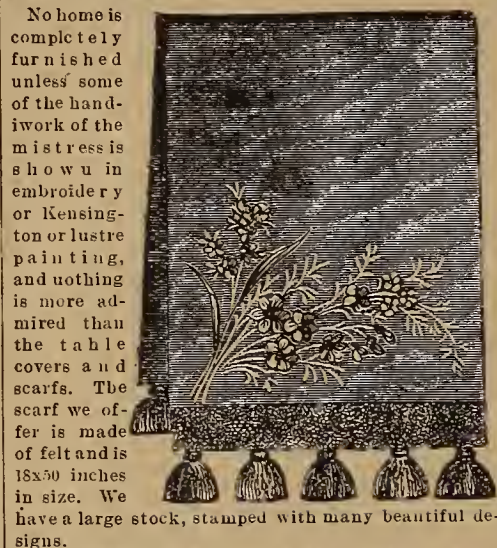 No home is
completely
furnished
unless some
of the hand-
iwork of the
mistress is
showu in
embroidery
or Kensing-
ton or lustre
painting,
and uothing
is more ad-
mired than
the table
covers and
scarfs. The
scarf we of-
fer is made
of felt and is
18x50 inches
in size. We
have a large stock, stamped with many beautiful de-
signs.